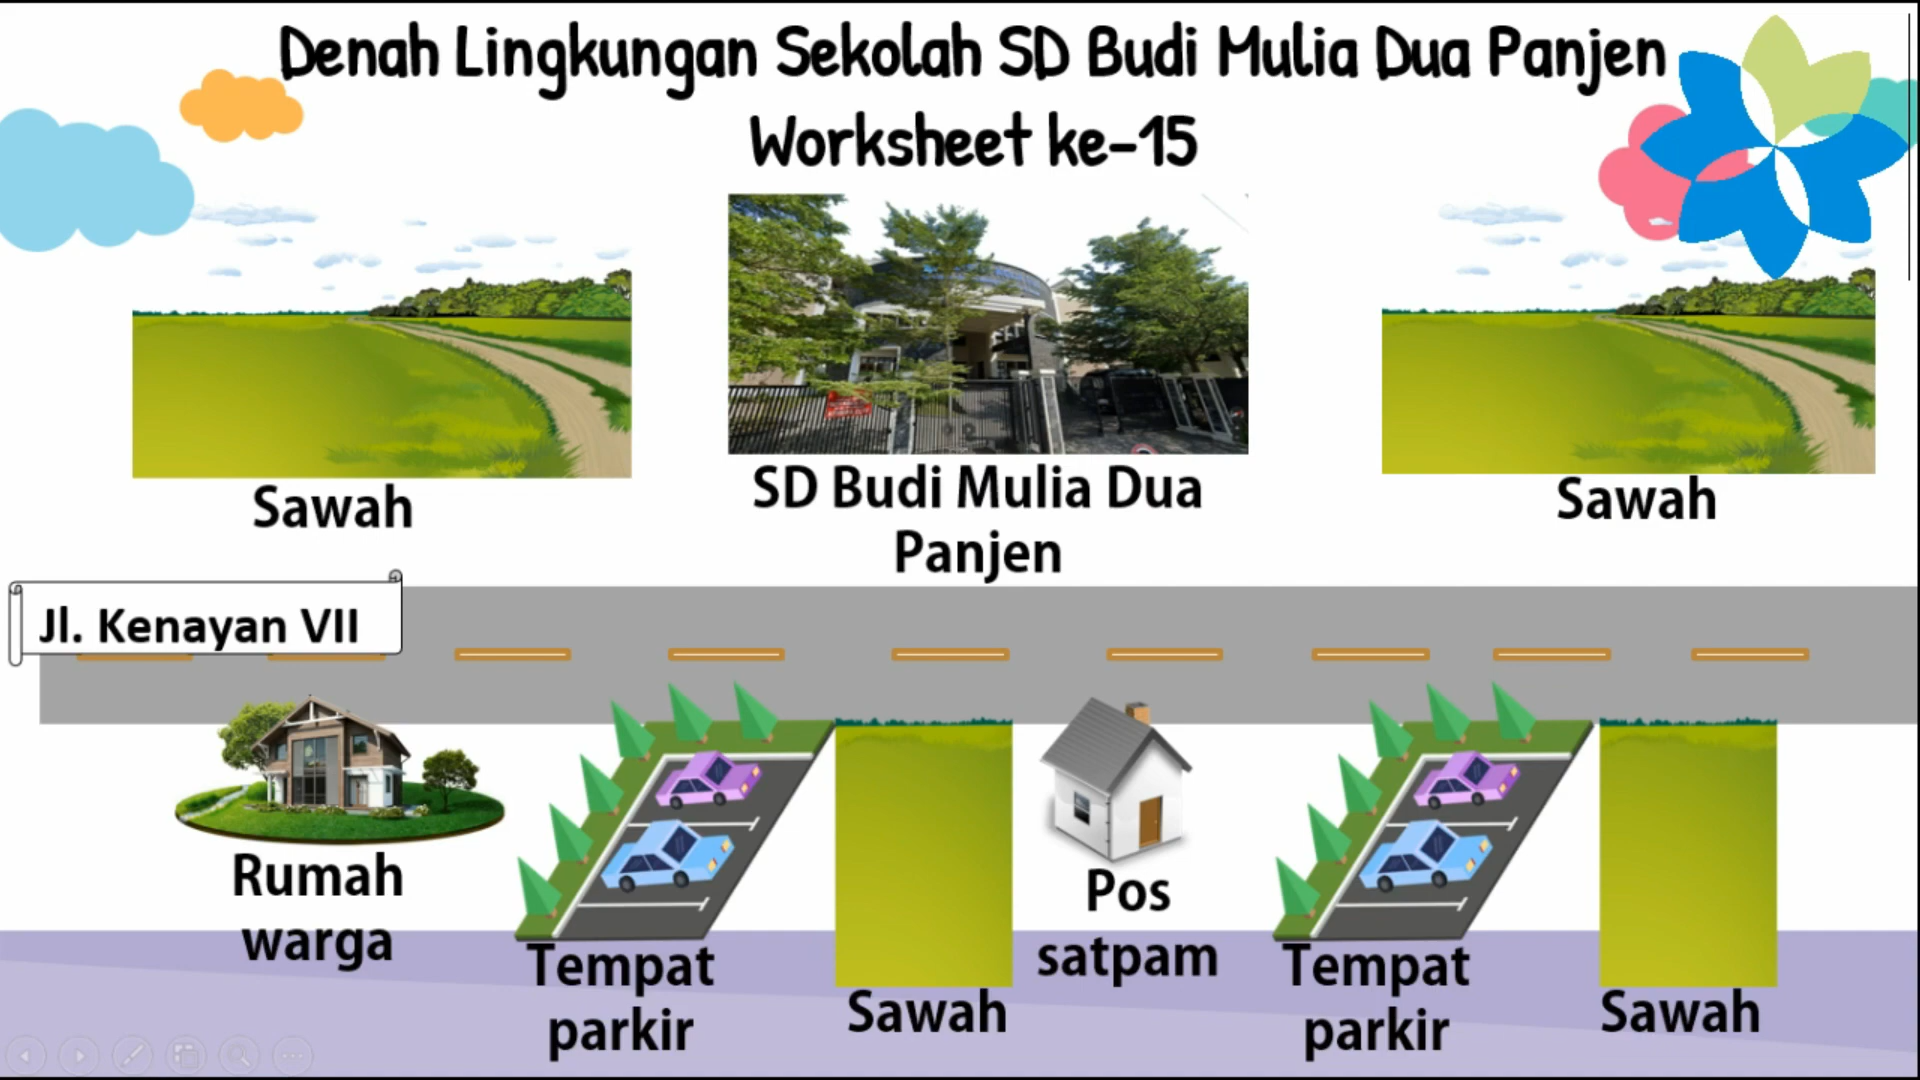 Denah Lingkungan Sekolah SD Budi Mulia Dua Panjen
Worksheet ke-15
Sawah
SD Budi Mulia Dua
Panjen
Sawah
Jl. Kenayan VII
Rumah
warga
Tempat
parkir
Sawah
Pos
satpam
Tempat
parkir
Sawah